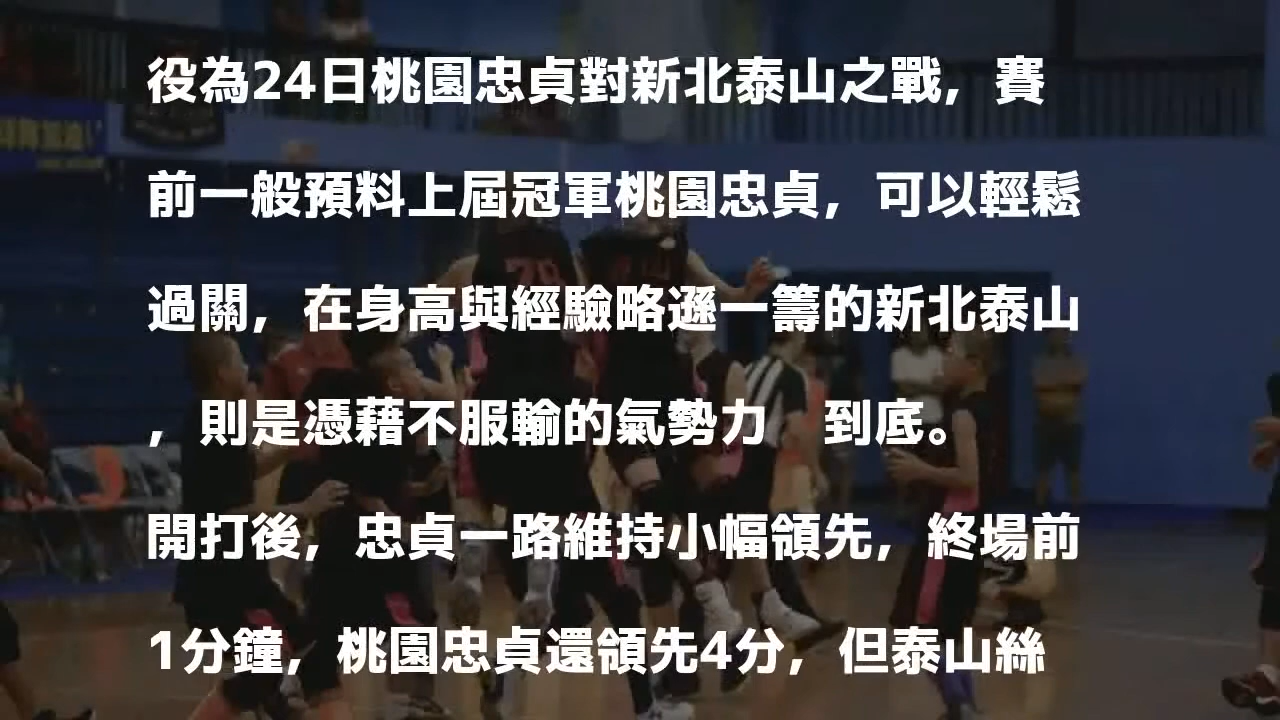 役為24日桃園忠貞對新北泰山之戰，賽
前一般預料上屆冠軍桃園忠貞，可以輕鬆
過關，在身高與經驗略遜一籌的新北泰山
，則是憑藉不服輸的氣勢力　到底。
開打後，忠貞一路維持小幅領先，終場前
1分鐘，桃園忠貞還領先4分，但泰山絲